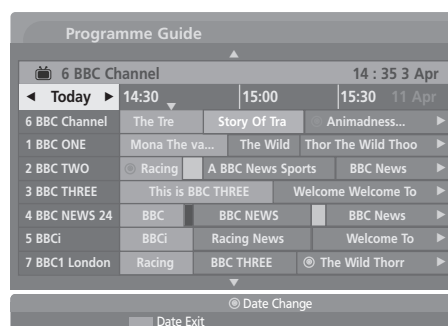 Programme Guide
6 BBC Channel 14 : 35 3 Apr
◄ Today ► 14:30 15:00 15:30 11 Apr
6 BBC Channel The Tre Story Of Tra Animadness...
1 BBC ONE Mona The va... The Wild Thor The Wild Thoo
2 BBC TWO Racing A BBC News Sports BBC News
3 BBC THREE This is BBC THREE Welcome Welcome To
4 BBC NEWS 24 BBC BBC NEWS BBC News
5 BBCi BBCi Racing News Welcome To
7 BBC1 London Racing BBC THREE The Wild Thorr
Date Change
Date Exit